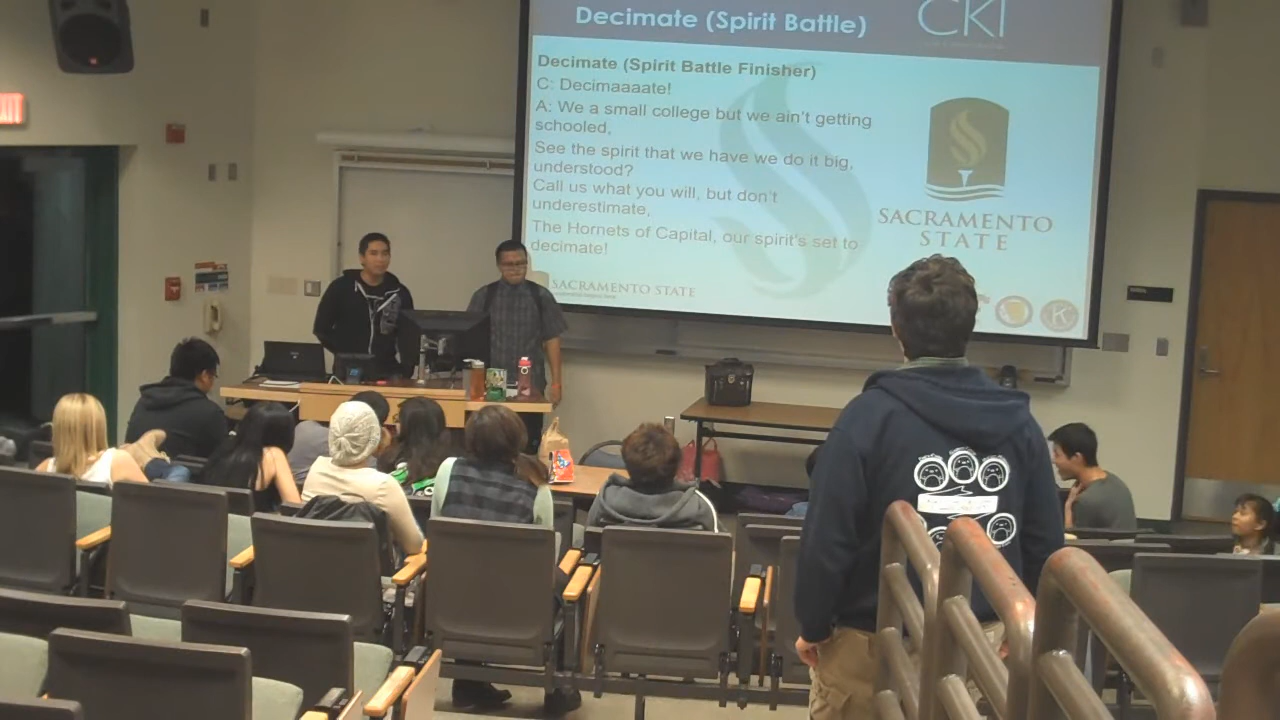 Decimate (Spirit Battle)
CKI
Decimate (Spirit Battle Finisher)
C: Decimaaaate!
A: We a small college but we ain't getting
schooled,
See the spirit that we have we do it big,
understood?
Call us what you will, but don't
underestimate,
The Hornets of Capital, our spirit's set to
decimate!
SACRAMENTO
STATE
SACRAMENTO STATE
K